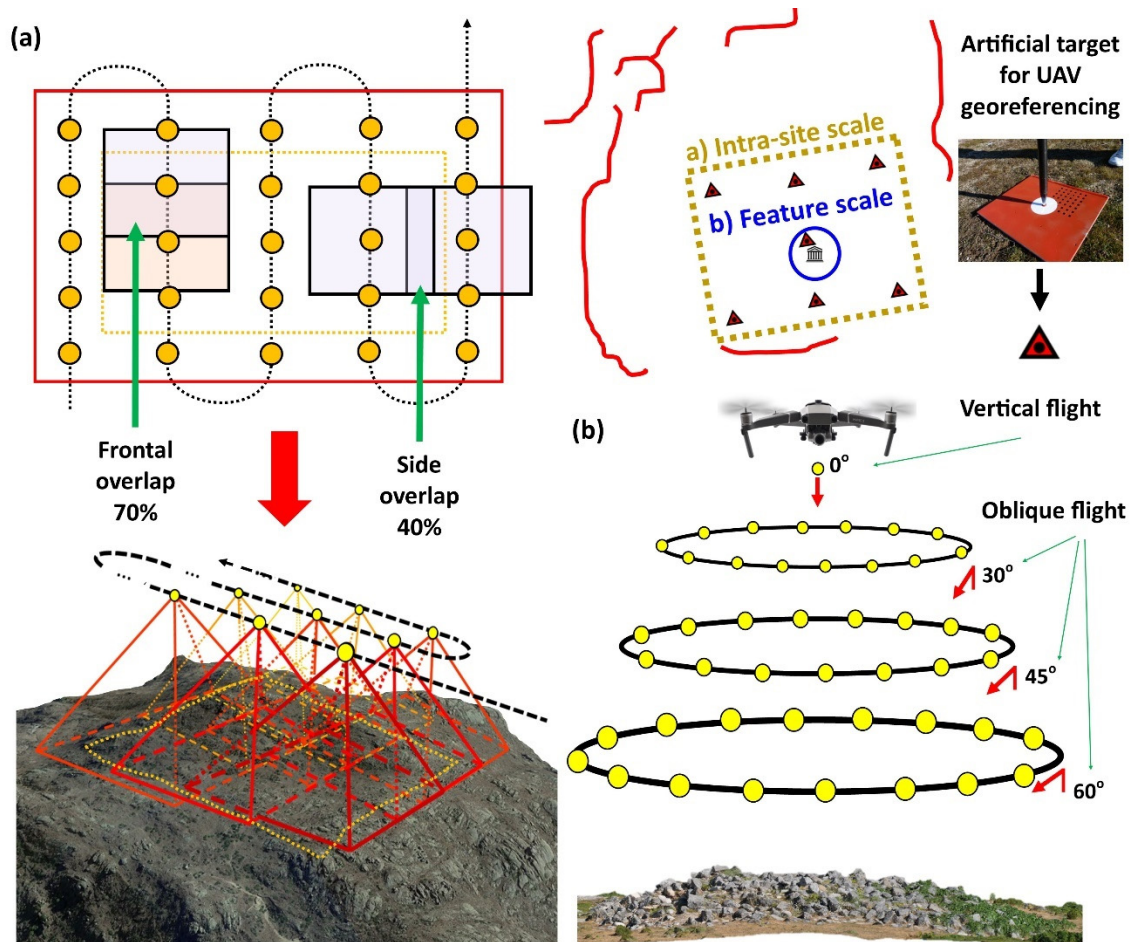 (a)
Frontal
overlap
70%
Side
overlap
40%
Artificial target
for UAV
georeferencing
a) Intra-site scale
b) Feature scale
(b)
Vertical flight
0°
Oblique flight
30°
45°
60°